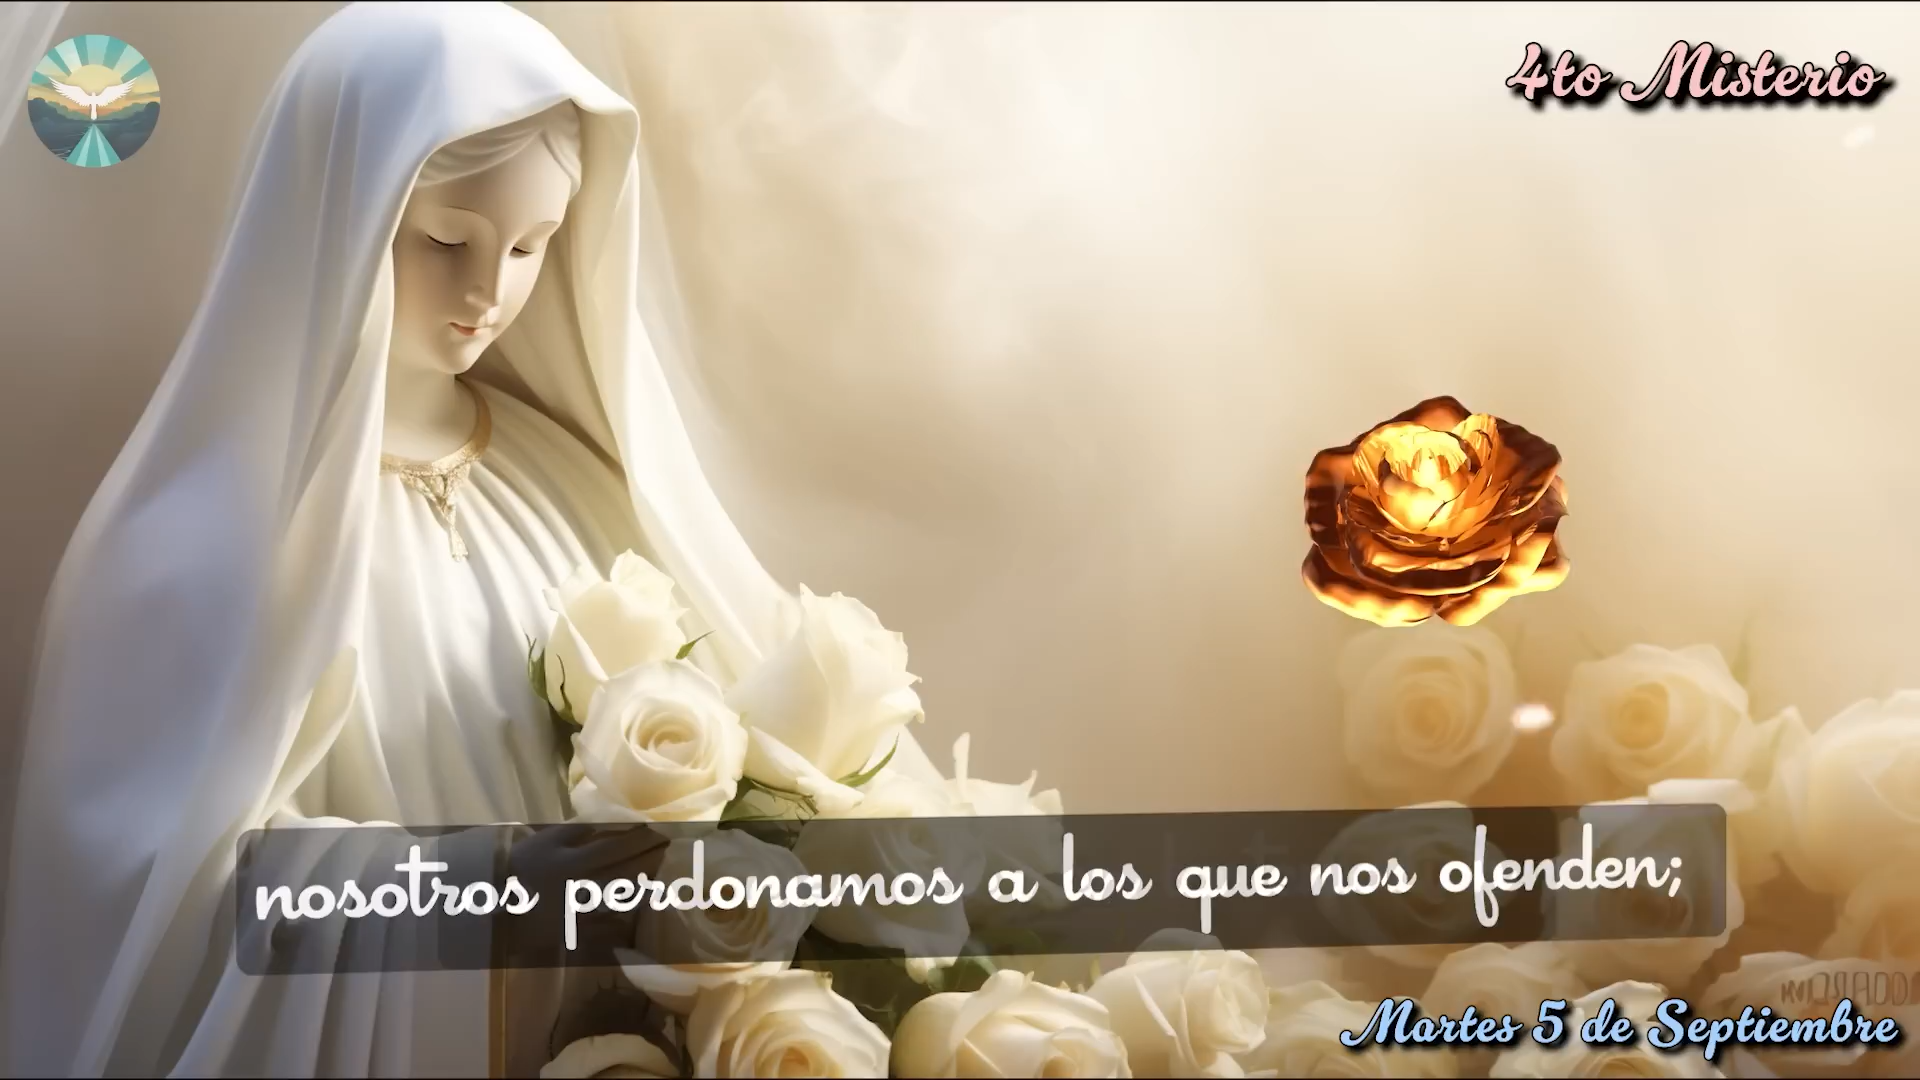 4to Misterio
nosotros perdonamos a los que nos ofenden;
Martes 5 de Septiembre